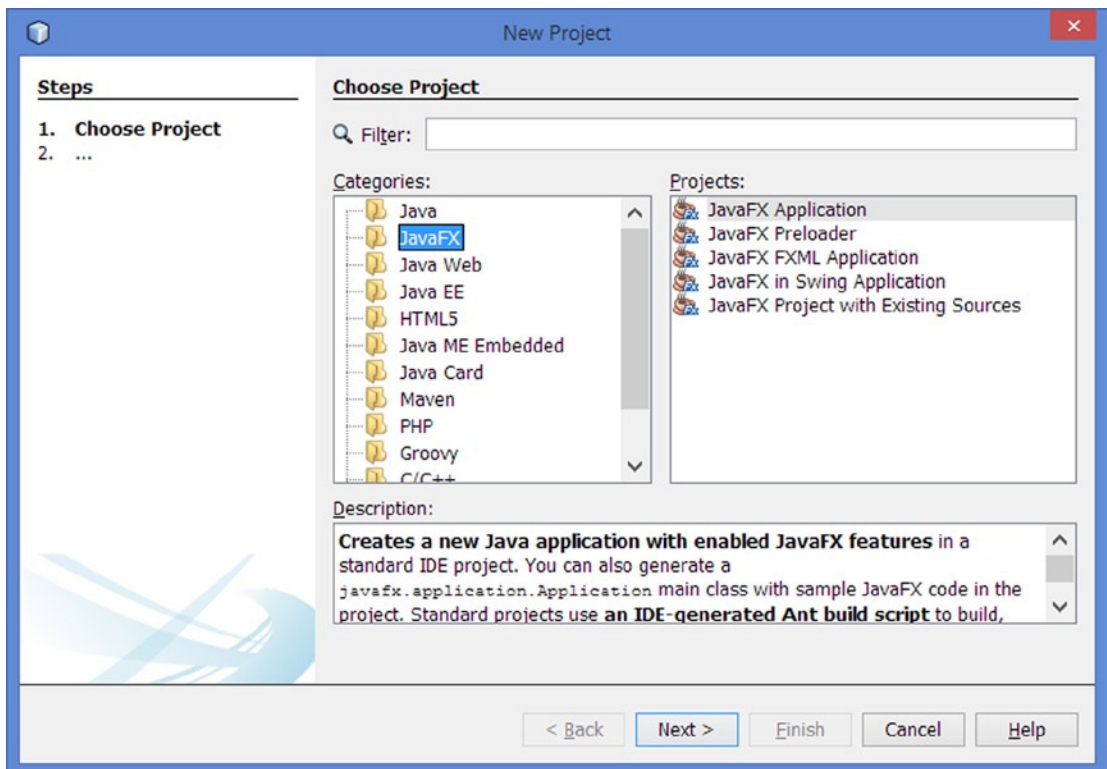 New Project
Steps
1. Choose Project
2. ...
Choose Project
Filter:
Categories:
Java
JavaFX
Java Web
Java EE
HTML5
Java ME Embedded
Java Card
Maven
PHP
Groovy
C/C++
Projects:
JavaFX Application
JavaFX Preloader
JavaFX FXML Application
JavaFX in Swing Application
JavaFX Project with Existing Sources
Description:
Creates a new Java application with enabled JavaFX features in a
standard IDE project. You can also generate a
javafx.application.Application main class with sample JavaFX code in the
project. Standard projects use an IDE-generated Ant build script to build,
< Back
Next >
Finish
Cancel
Help